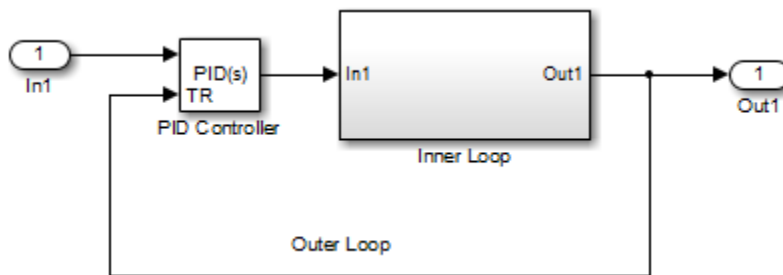 1
In1
PID(s)
TR
PID Controller
In1
Out1
Inner Loop
1
Out1
Outer Loop